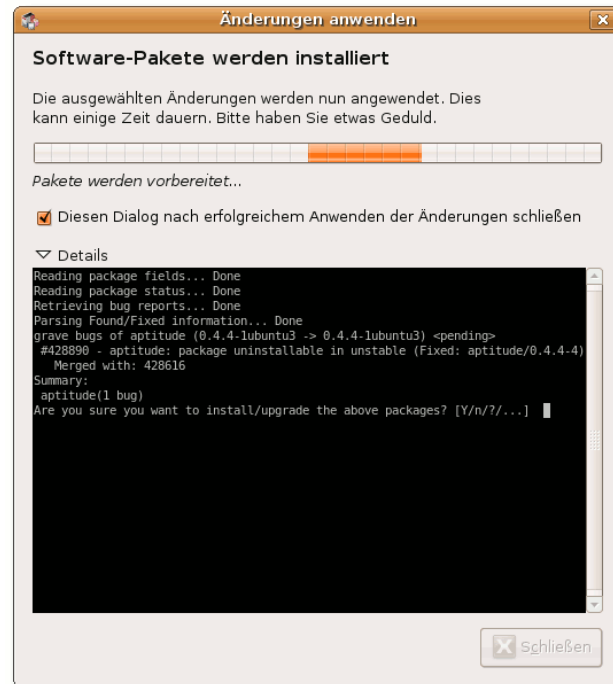 Änderungen anwenden
Software-Pakete werden installiert
Die ausgewählten Änderungen werden nun angewendet. Dies
kann einige Zeit dauern. Bitte haben Sie etwas Geduld.
Pakete werden vorbereitet...
Diesen Dialog nach erfolgreichem Anwenden der Änderungen schließen
Details
Reading package fields... Done
Reading package status... Done
Retrieving bug reports... Done
Parsing Found/Fixed information... Done
grave bugs of aptitude (0.4.4-1ubuntu3 -> 0.4.4-1ubuntu3) <pending>
#428890 - aptitude: package uninstallable in unstable (Fixed: aptitude/0.4.4-4)
Merged with: 428616
Summary:
aptitude(1 bug)
Are you sure you want to install/upgrade the above packages? [Y/n/?/...]
Schließen